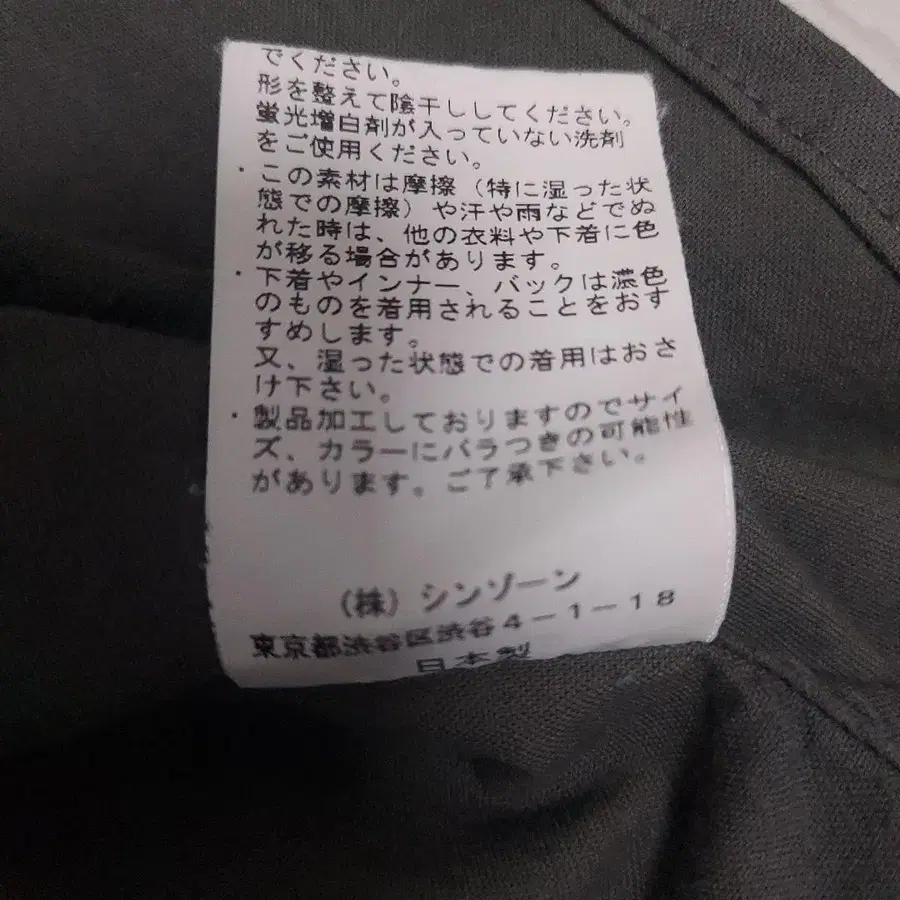 でください。
形を整えて陰干ししてください。
蛍光増白剤が入っていない洗剤
をご使用ください。
・この素材は摩擦（特に湿った状
態での摩擦）や汗や雨などでぬ
れた時は、他の衣料や下着に色
が移る場合があります。
・下着やインナー、バックは濃色
のものを着用されることをおす
すめします。
又、湿った状態での着用はおさ
け下さい。
・製品加工しておりますのでサイ
ズ、カラーにバラつきの可能性
があります。ご了承下さい。
（株）シンゾーン
東京都渋谷区渋谷４－１－１８
日本製